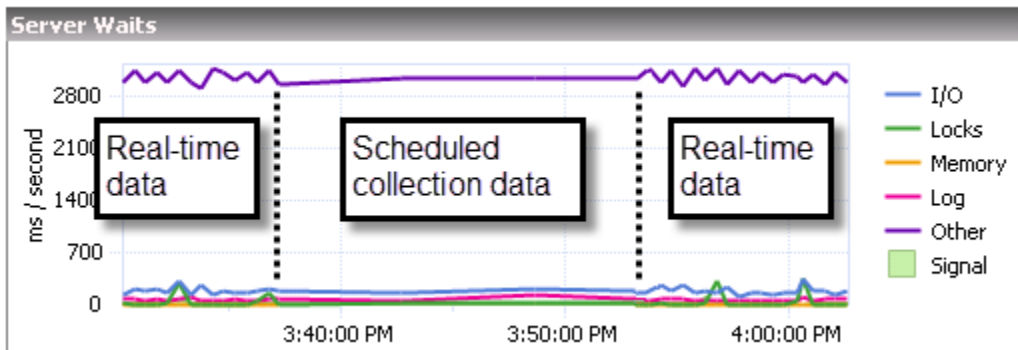 Server Waits
2800
2100
1400
700
0
ms / second
Real-time
data
Scheduled
collection data
Real-time
data
3:40:00 PM
3:50:00 PM
4:00:00 PM
I/O
Locks
Memory
Log
Other
Signal